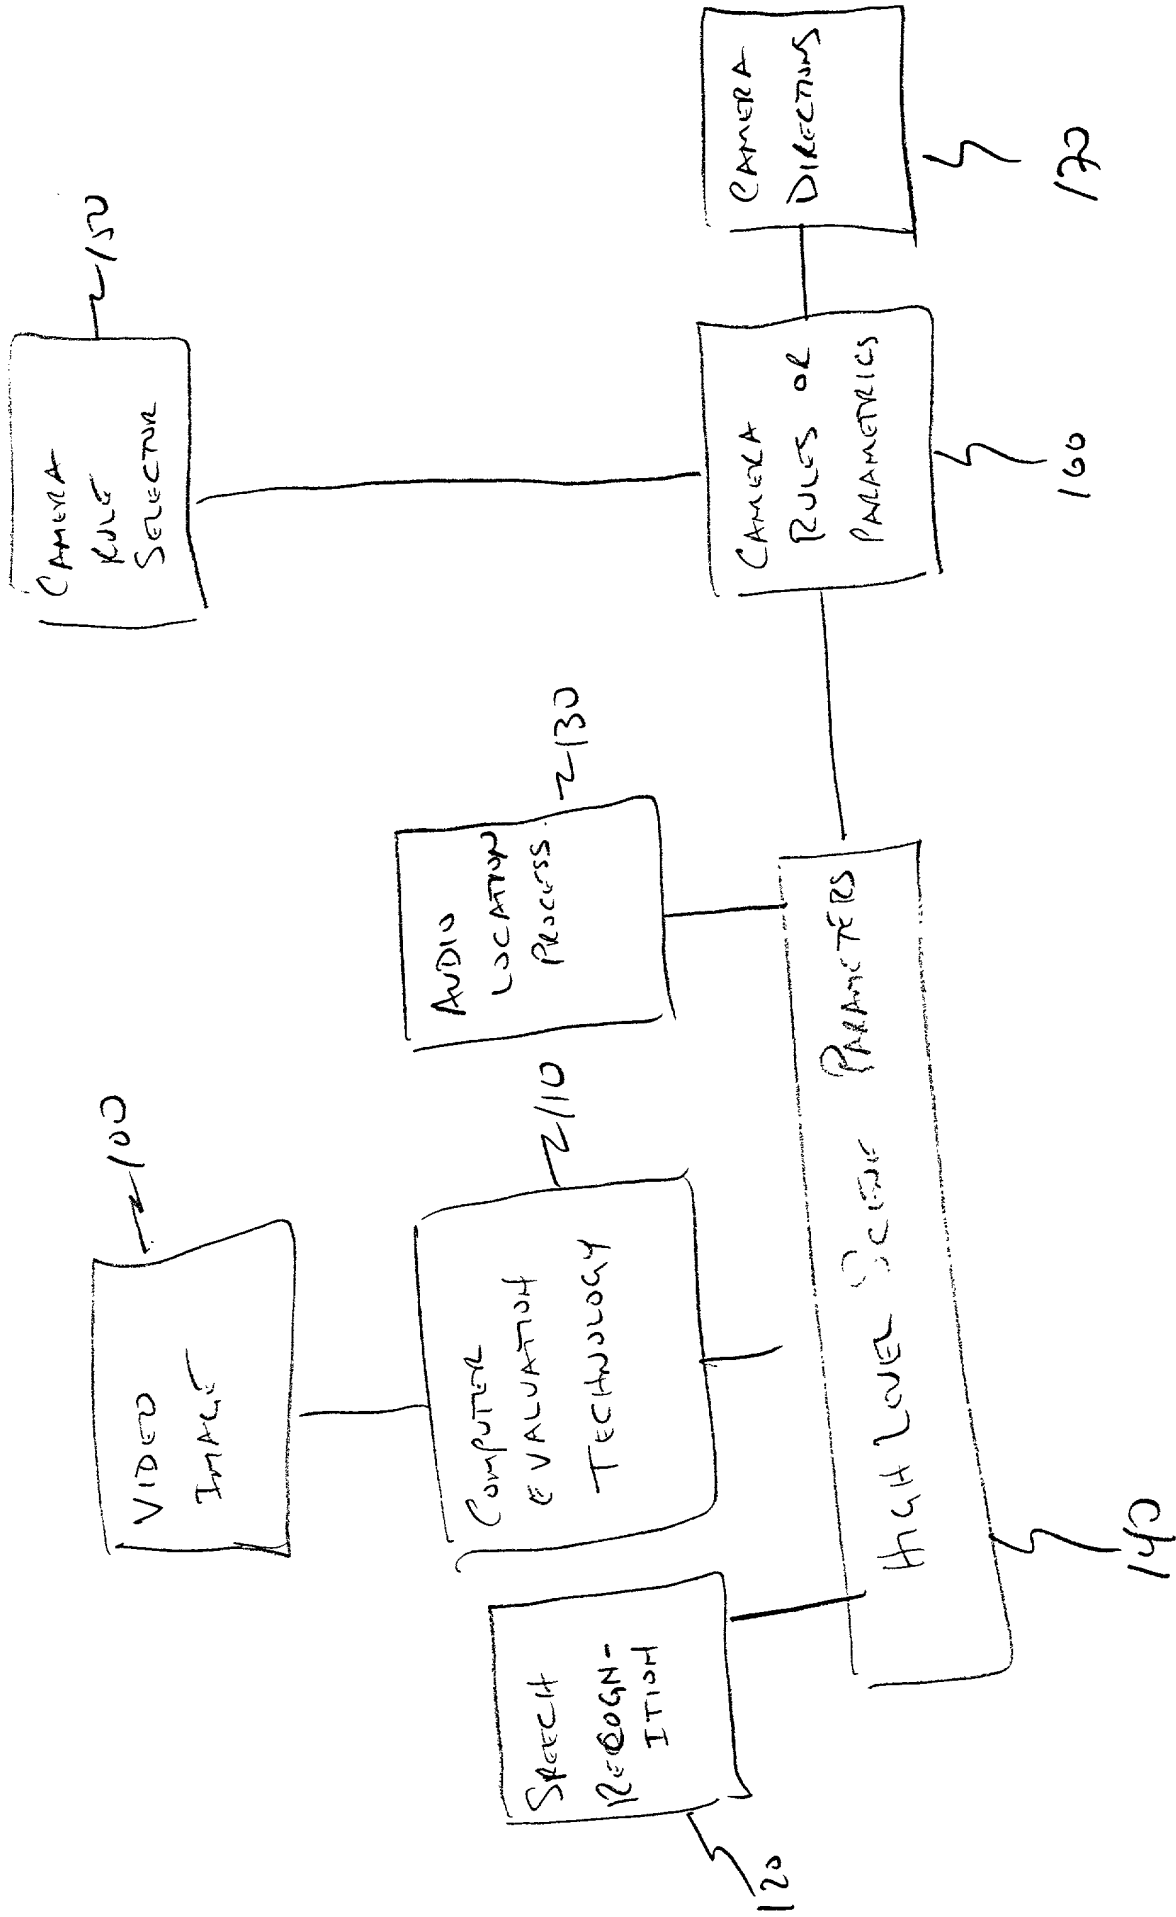 VIDEO
IMAGE
100
CAMERA
RULE
SELECTOR
150
SPEECH
RECOGN-
ITION
120
COMPUTER
EVALUATION
TECHNOLOGY
110
AUDIO
LOCATION
PROCESS
130
HIGH LEVEL SCENE PARAMETERS
140
CAMERA
RULES OR
PARAMETRICS
160
CAMERA
DIRECTIONS
170